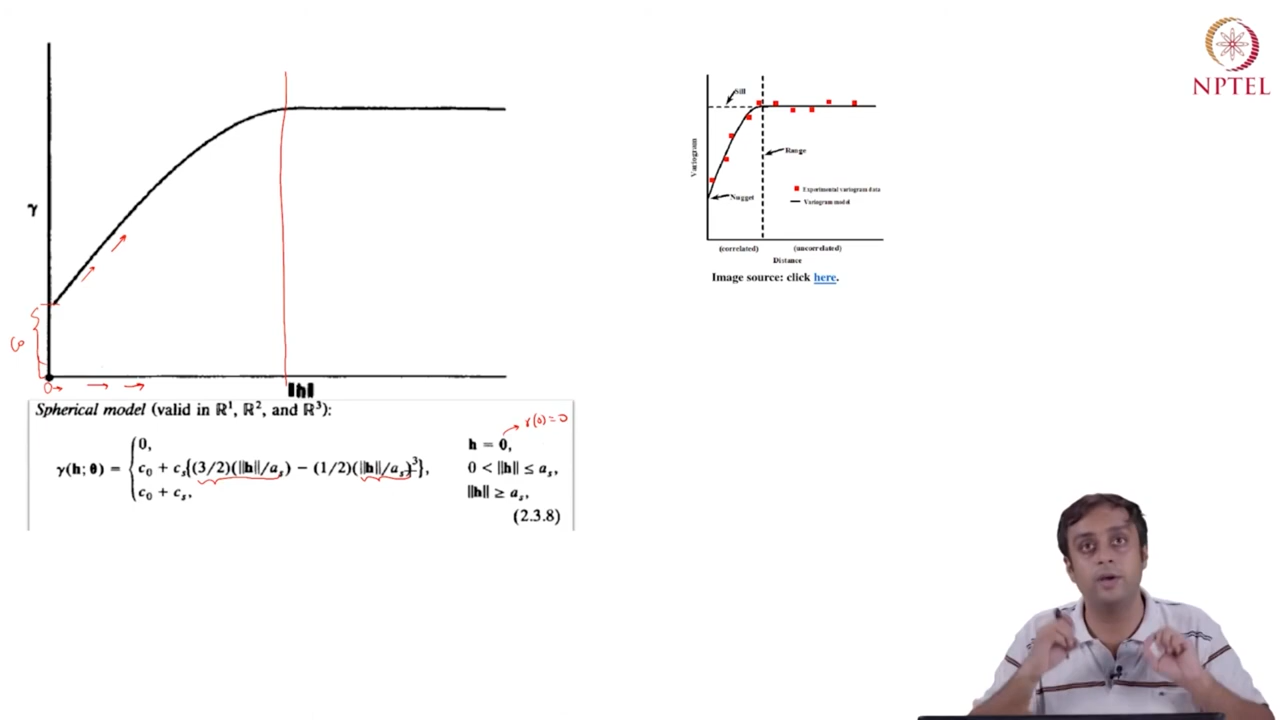 NPTEL
γ
c₀
0
‖h‖
Spherical model (valid in ℝ¹, ℝ², and ℝ³):
γ(0) = 0
0, h = 0,
γ(h; θ) = c₀ + cₛ{(3/2)(‖h‖/aₛ) − (1/2)(‖h‖/aₛ)³}, 0 < ‖h‖ ≤ aₛ,
c₀ + cₛ, ‖h‖ ≥ aₛ,
(2.3.8)
Sill
Variogram
Range
Nugget
Experimental variogram data
Variogram model
(correlated) (uncorrelated)
Distance
Image source: click here.